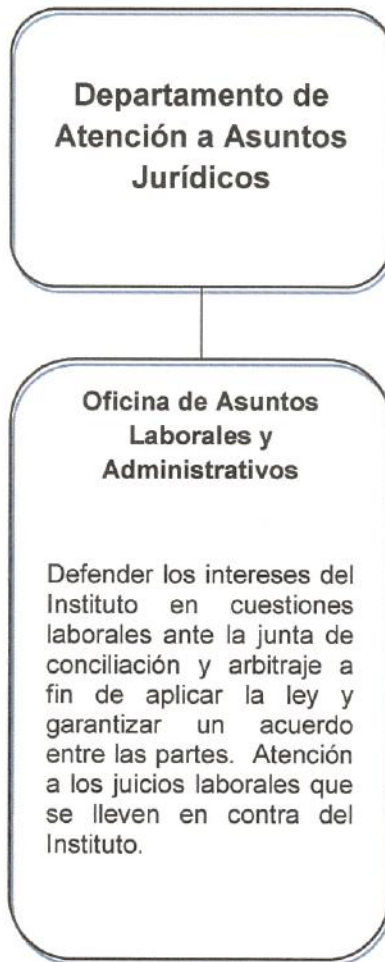 Departamento de
Atención a Asuntos
Jurídicos
Oficina de Asuntos
Laborales y
Administrativos
Defender los intereses del
Instituto en cuestiones
laborales ante la junta de
conciliación y arbitraje a
fin de aplicar la ley y
garantizar un acuerdo
entre las partes. Atención
a los juicios laborales que
se lleven en contra del
Instituto.